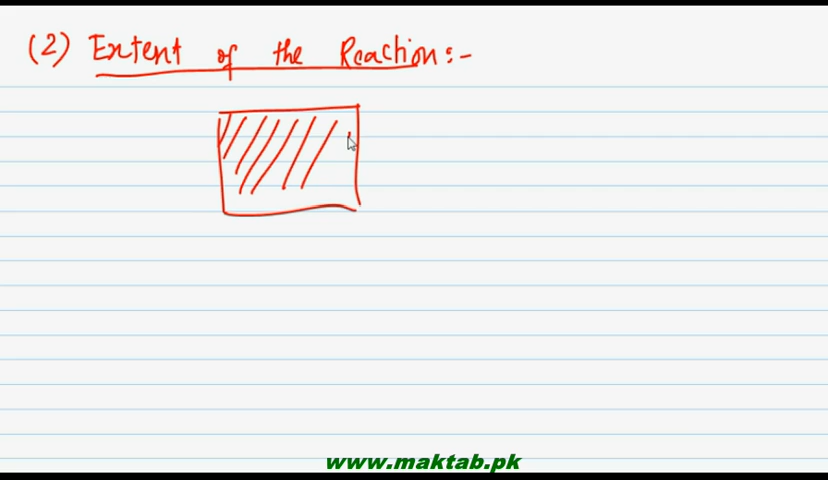 (2) Extent of the Reaction:-
www.maktab.pk